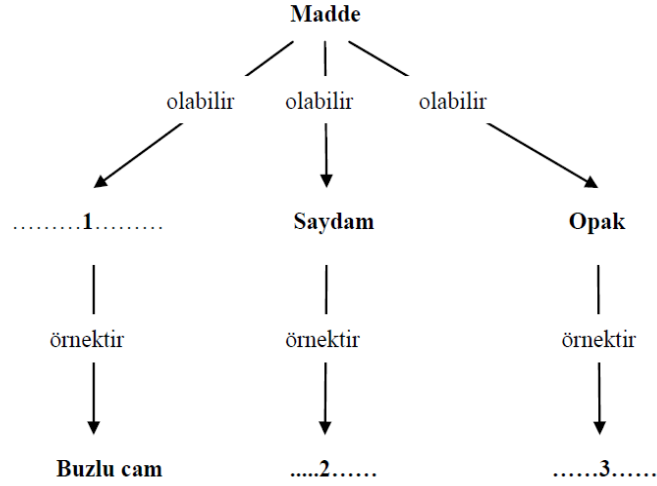 Madde
olabilir olabilir olabilir
………1……… Saydam Opak
örnektir örnektir örnektir
Buzlu cam .....2…… ……3………